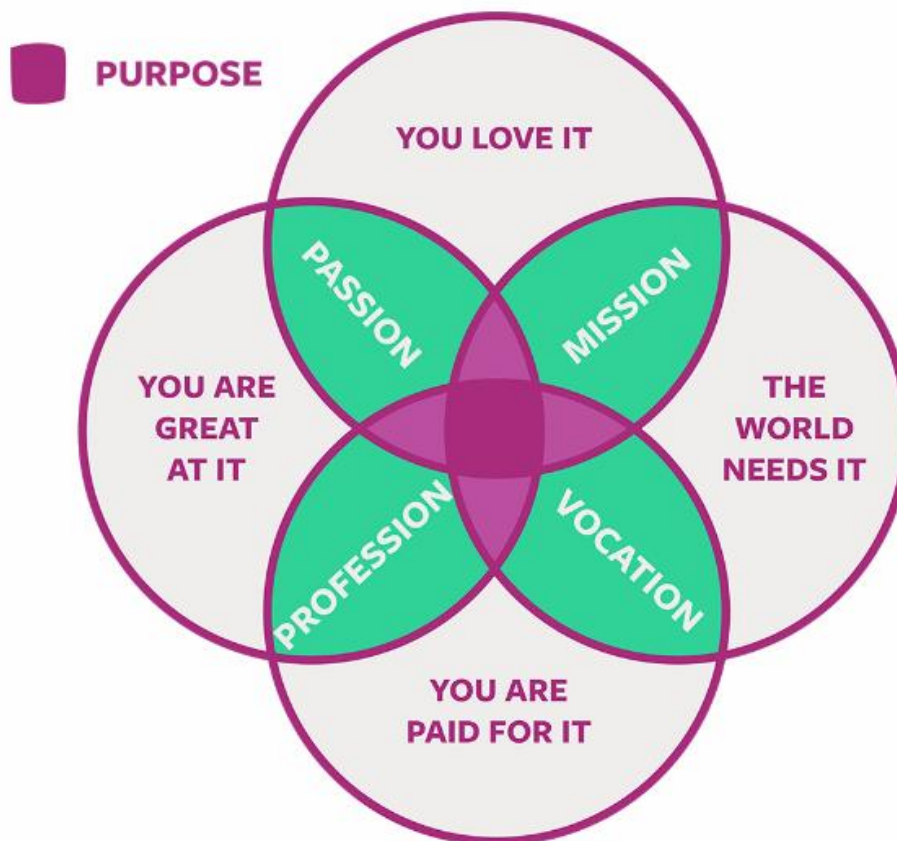 PURPOSE
YOU LOVE IT
PASSION
MISSION
YOU ARE
GREAT
AT IT
THE
WORLD
NEEDS IT
PROFESSION
VOCATION
YOU ARE
PAID FOR IT